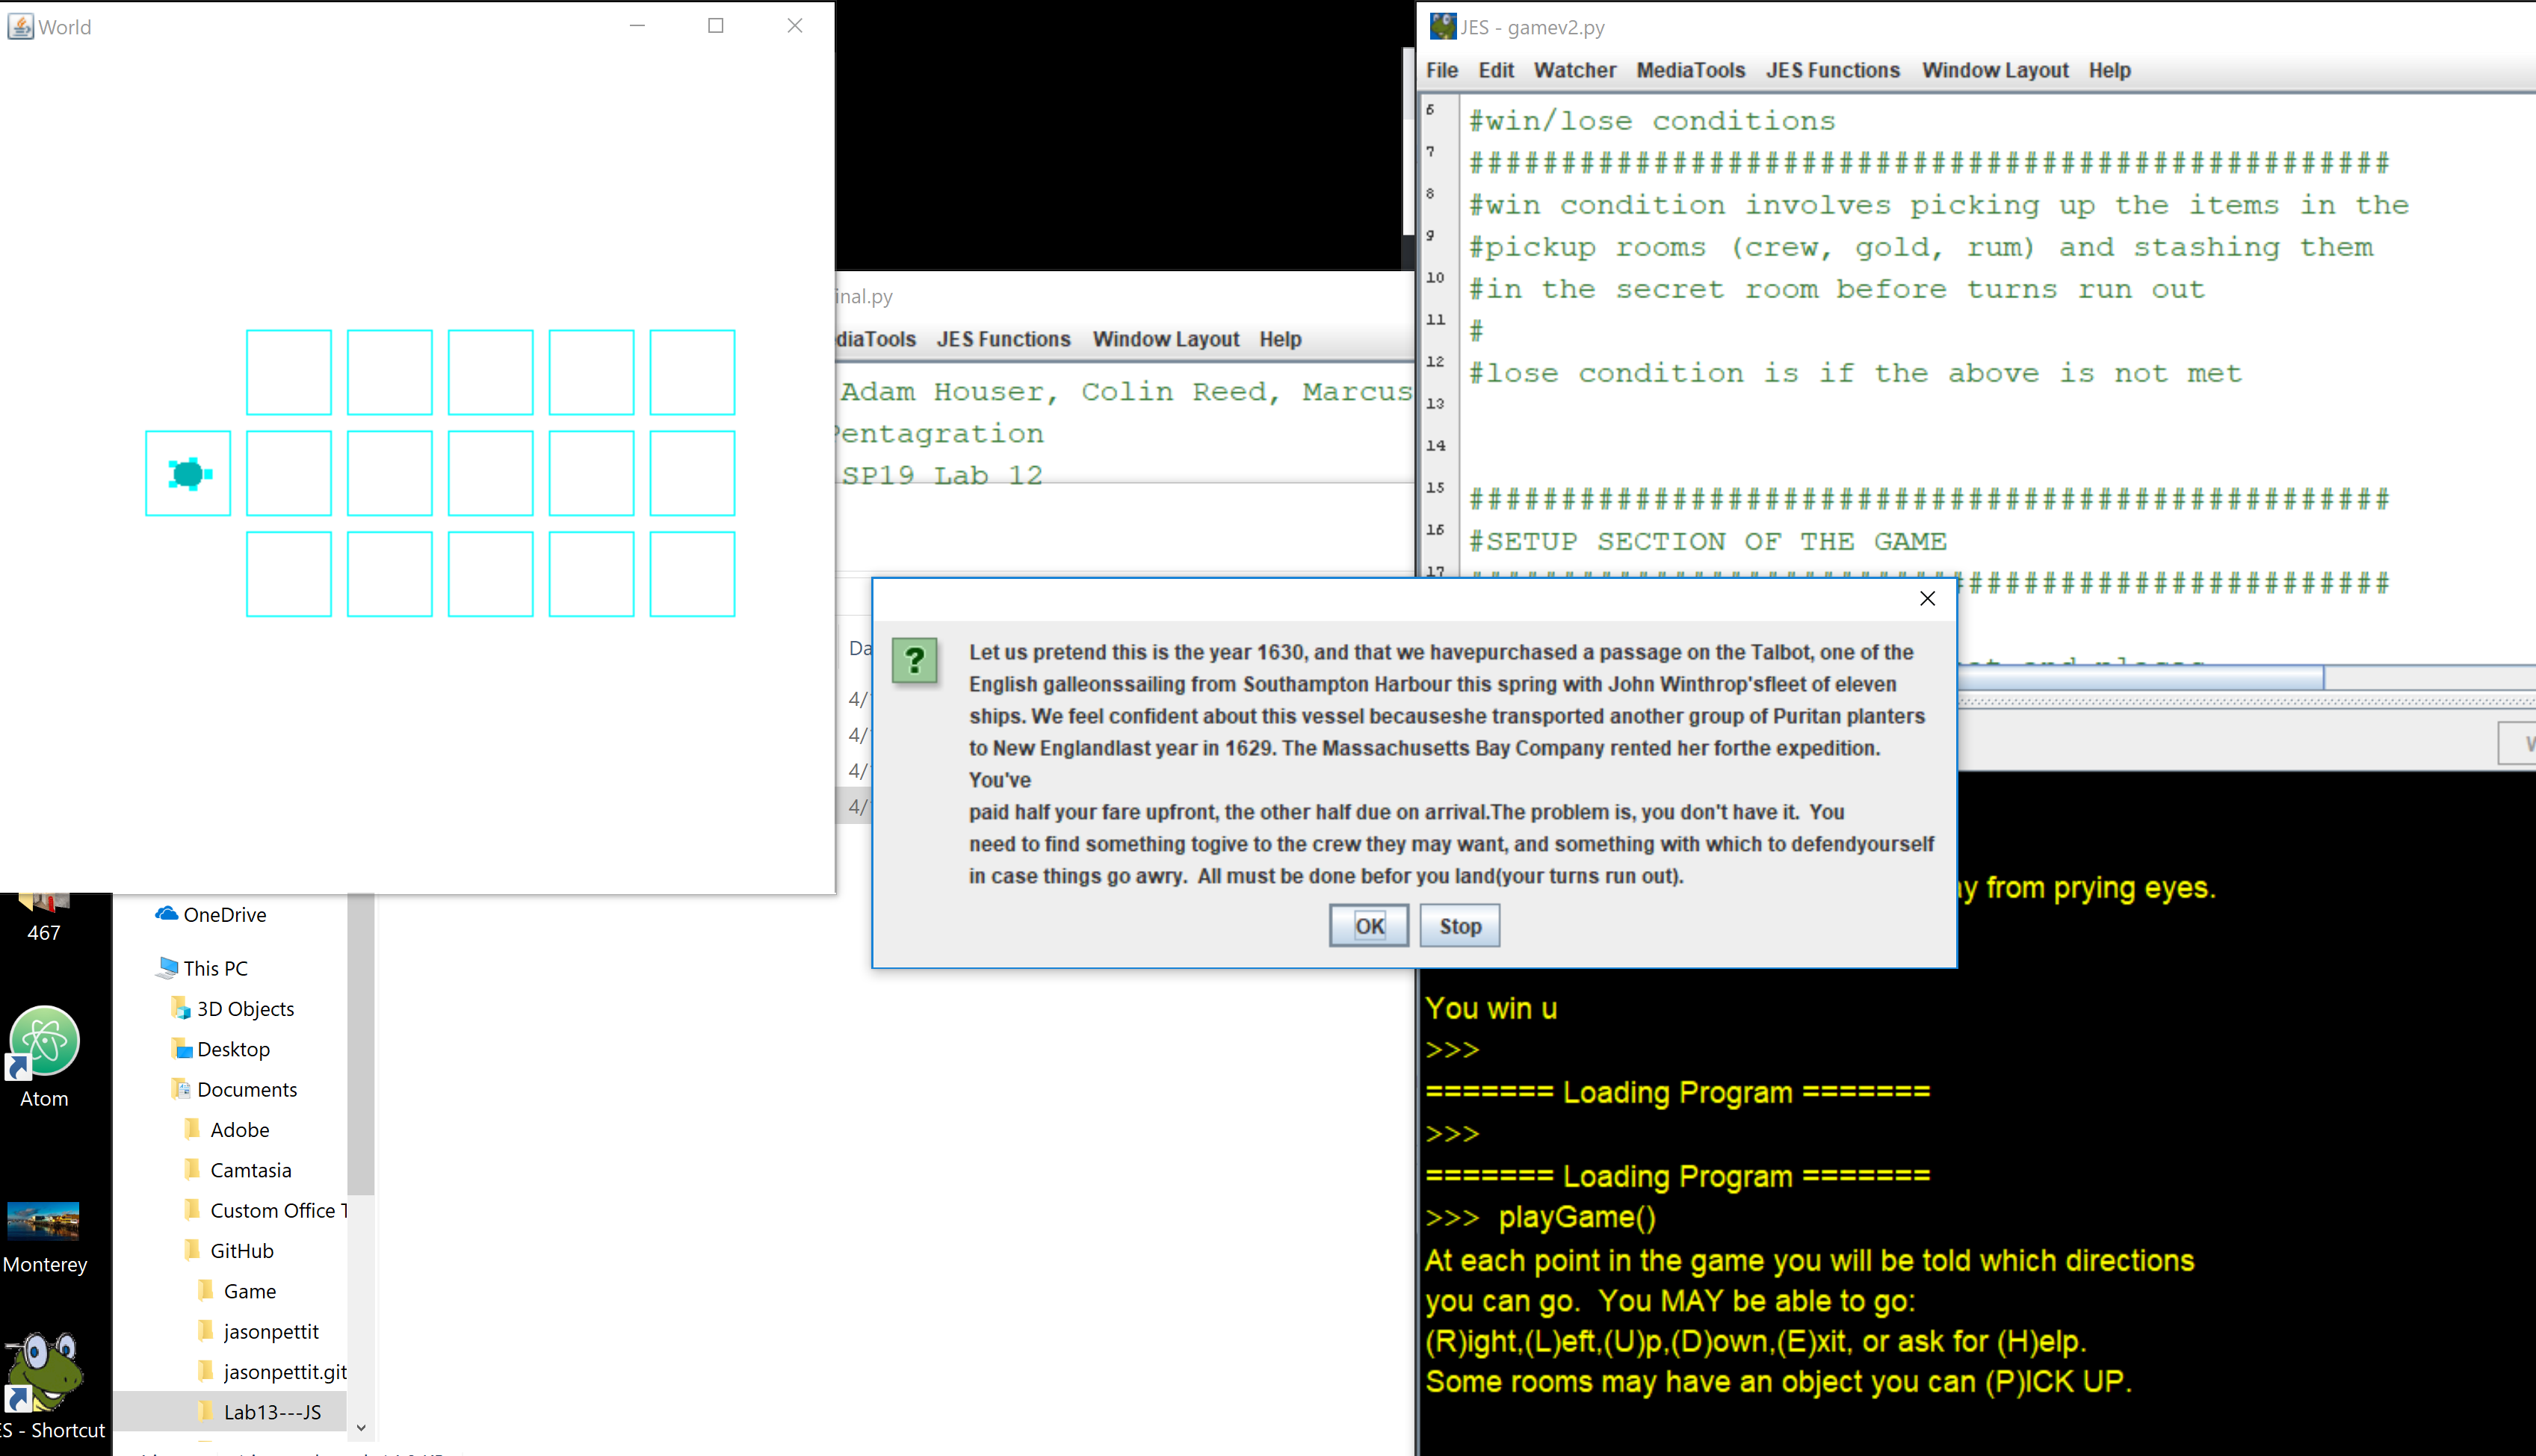 World
JES - gamev2.py
File Edit Watcher MediaTools JES Functions Window Layout Help
6 #win/lose conditions
7 ##################################################
8 #win condition involves picking up the items in the
9 #pickup rooms (crew, gold, rum) and stashing them
10 #in the secret room before turns run out
11 #
12 #lose condition is if the above is not met
13
14
15 ##################################################
16 #SETUP SECTION OF THE GAME
17
inal.py
diaTools JES Functions Window Layout Help
Adam Houser, Colin Reed, Marcus
Pentagration
SP19 Lab 12
Da
4/
4/
4/
4/
Let us pretend this is the year 1630, and that we havepurchased a passage on the Talbot, one of the
English galleonssailing from Southampton Harbour this spring with John Winthrop'sfleet of eleven
ships. We feel confident about this vessel becauseshe transported another group of Puritan planters
to New Englandlast year in 1629. The Massachusetts Bay Company rented her forthe expedition.
You've
paid half your fare upfront, the other half due on arrival.The problem is, you don't have it.  You
need to find something togive to the crew they may want, and something with which to defendyourself
in case things go awry.  All must be done befor you land(your turns run out).
OK Stop
y from prying eyes.
You win u
>>>
======= Loading Program =======
>>>
======= Loading Program =======
>>> playGame()
At each point in the game you will be told which directions
you can go.  You MAY be able to go:
(R)ight,(L)eft,(U)p,(D)own,(E)xit, or ask for (H)elp.
Some rooms may have an object you can (P)ICK UP.
467
Atom
Monterey
ES - Shortcut
OneDrive
This PC
3D Objects
Desktop
Documents
Adobe
Camtasia
Custom Office T
GitHub
Game
jasonpettit
jasonpettit.git
Lab13---JS